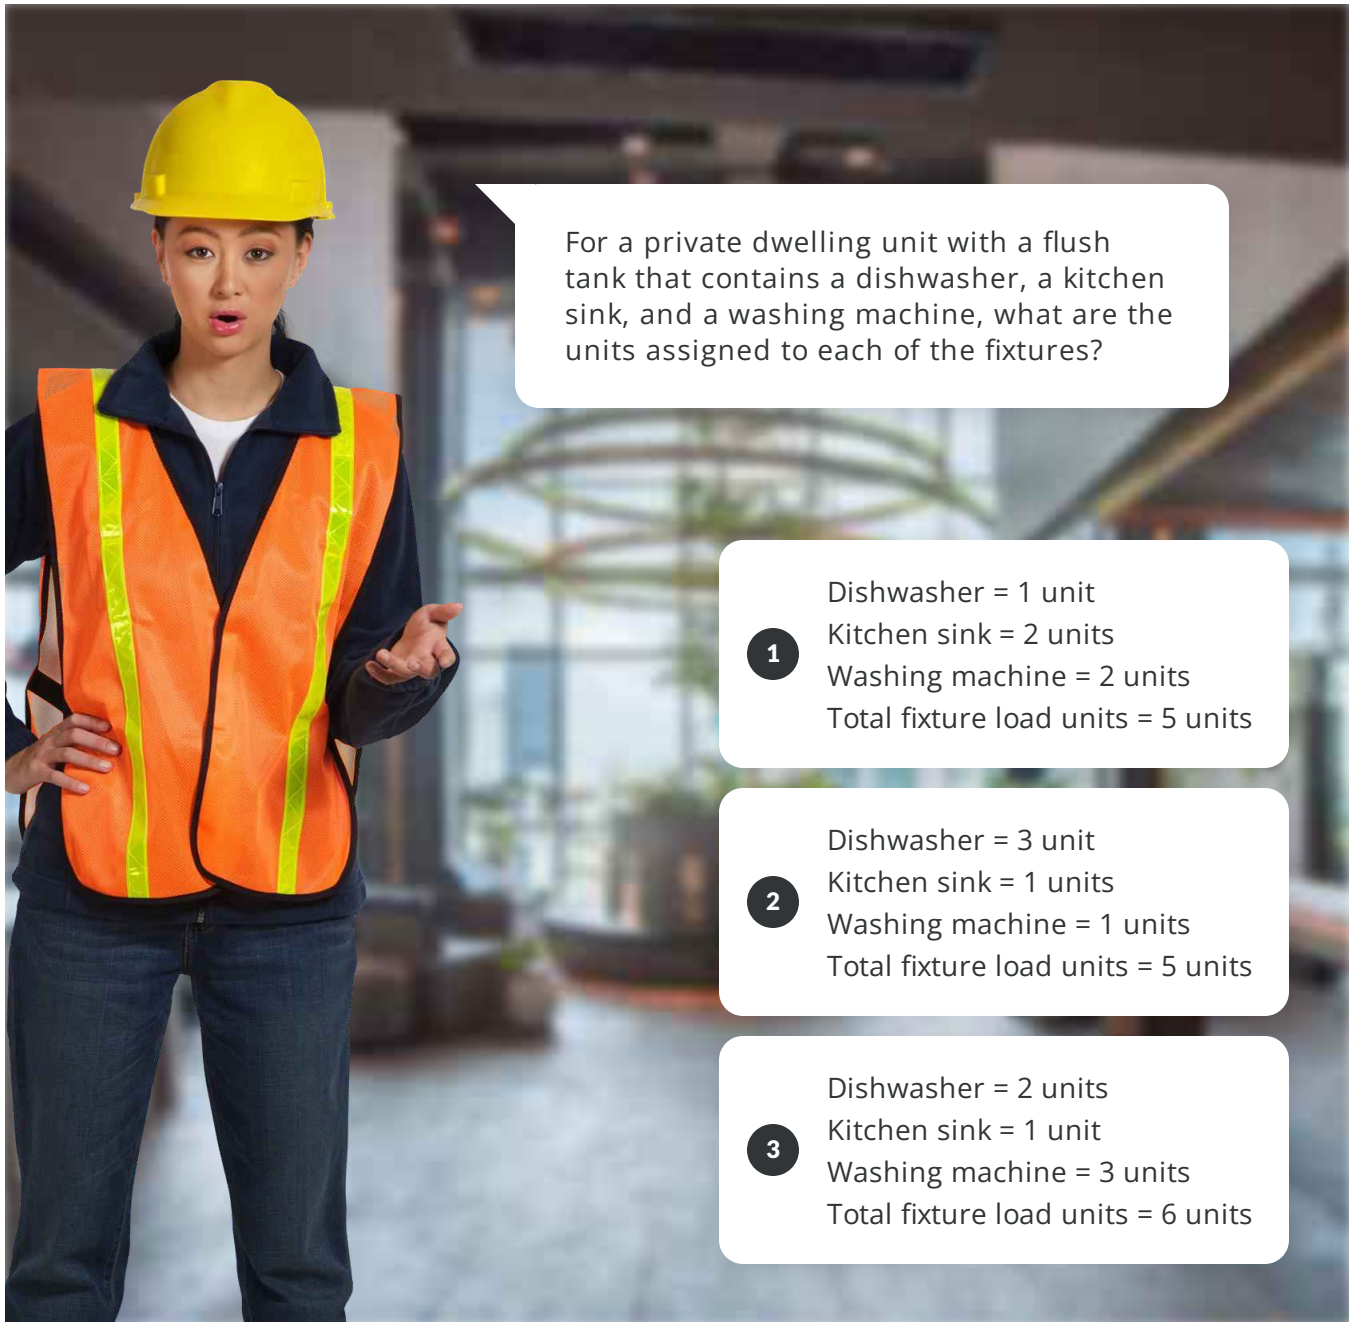 For a private dwelling unit with a flush
tank that contains a dishwasher, a kitchen
sink, and a washing machine, what are the
units assigned to each of the fixtures?
1
Dishwasher = 1 unit
Kitchen sink = 2 units
Washing machine = 2 units
Total fixture load units = 5 units
2
Dishwasher = 3 unit
Kitchen sink = 1 units
Washing machine = 1 units
Total fixture load units = 5 units
3
Dishwasher = 2 units
Kitchen sink = 1 unit
Washing machine = 3 units
Total fixture load units = 6 units